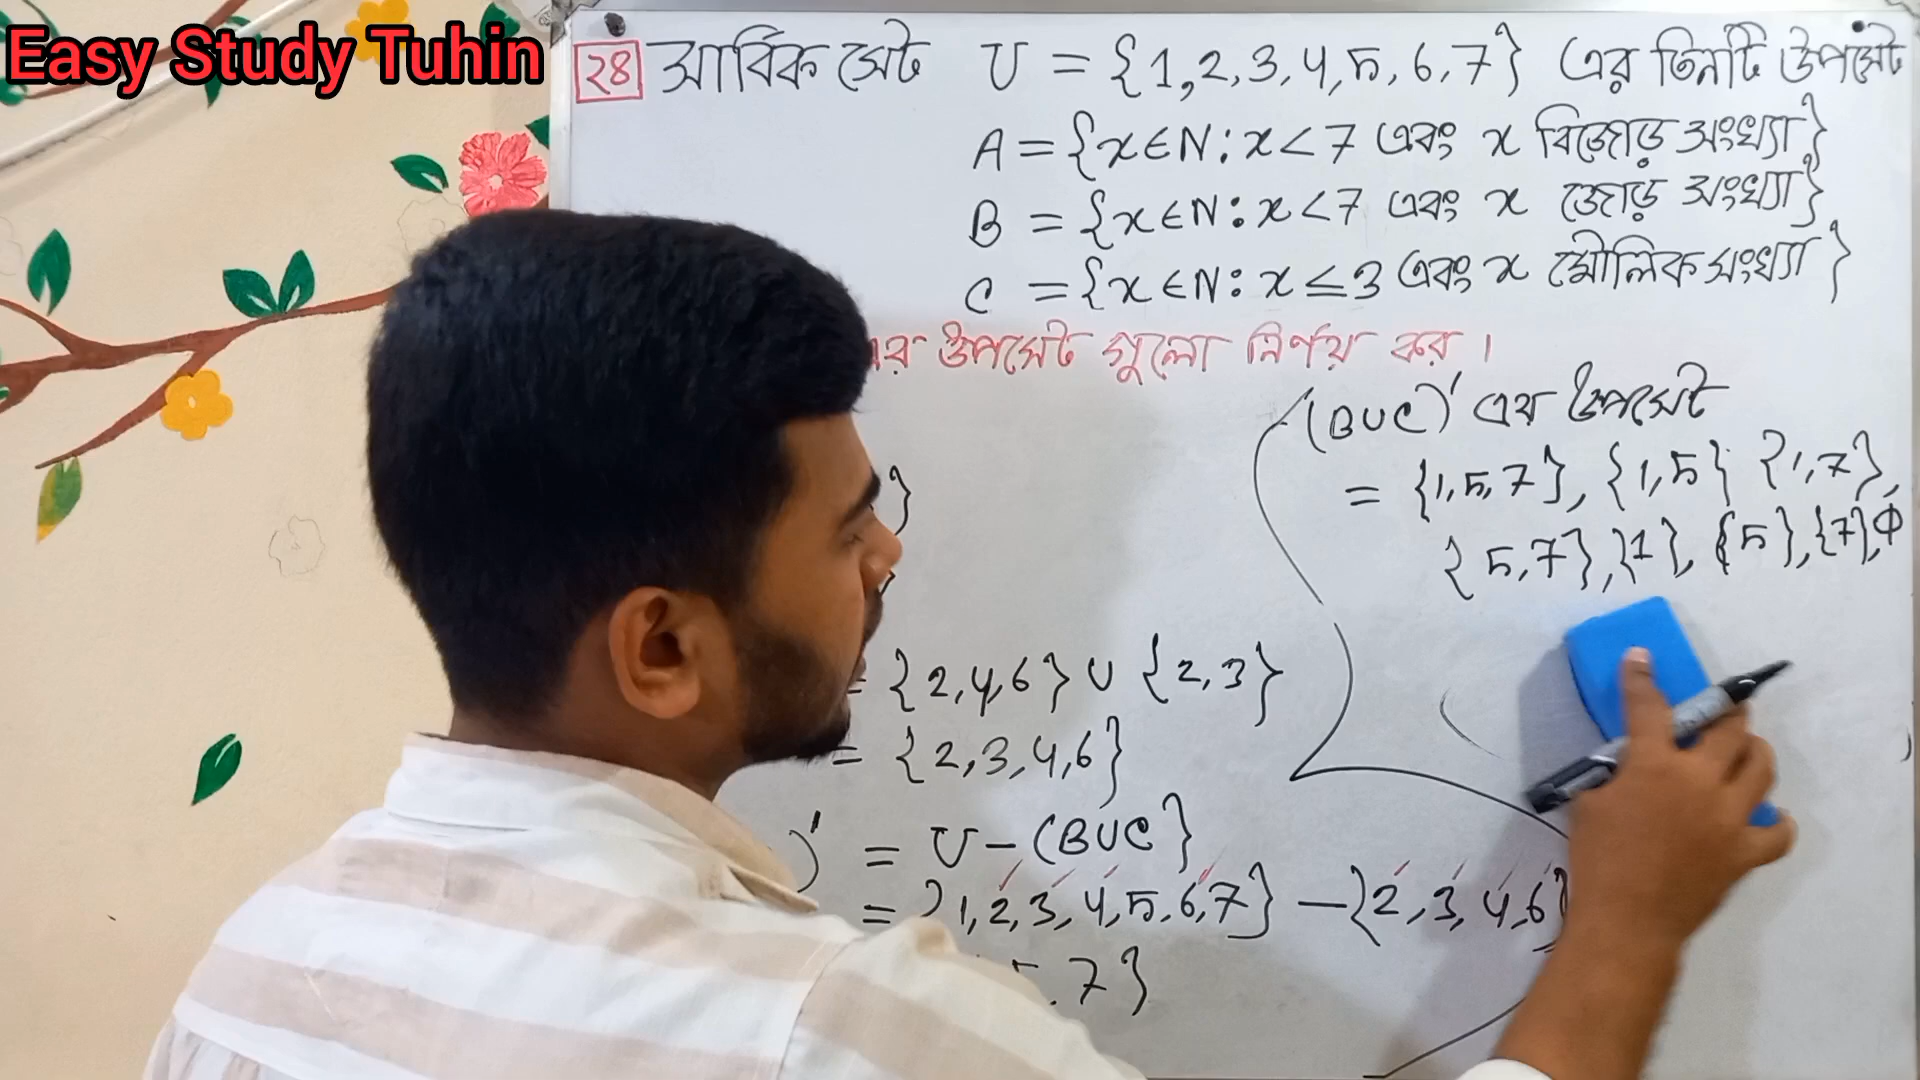 Easy Study Tuhin
২৪ সার্বিক সেট U = {1,2,3,4,5,6,7} এর তিনটি উপসেট
A = {x∈N : x<7 এবং x বিজোড় সংখ্যা}
B = {x∈N : x<7 এবং x জোড় সংখ্যা}
C = {x∈N : x≤3 এবং x মৌলিক সংখ্যা}
এর উপসেট গুলো নির্ণয় কর।
(B∪C)' এর উপসেট
= {1,5,7}, {1,5} {1,7},
{5,7}, {1}, {5}, {7}, Φ
}
= {2,4,6} ∪ {2,3}
= {2,3,4,6}
)' = U – (B∪C}
= {1,2,3,4,5,6,7} – {2,3,4,6}
5,7}